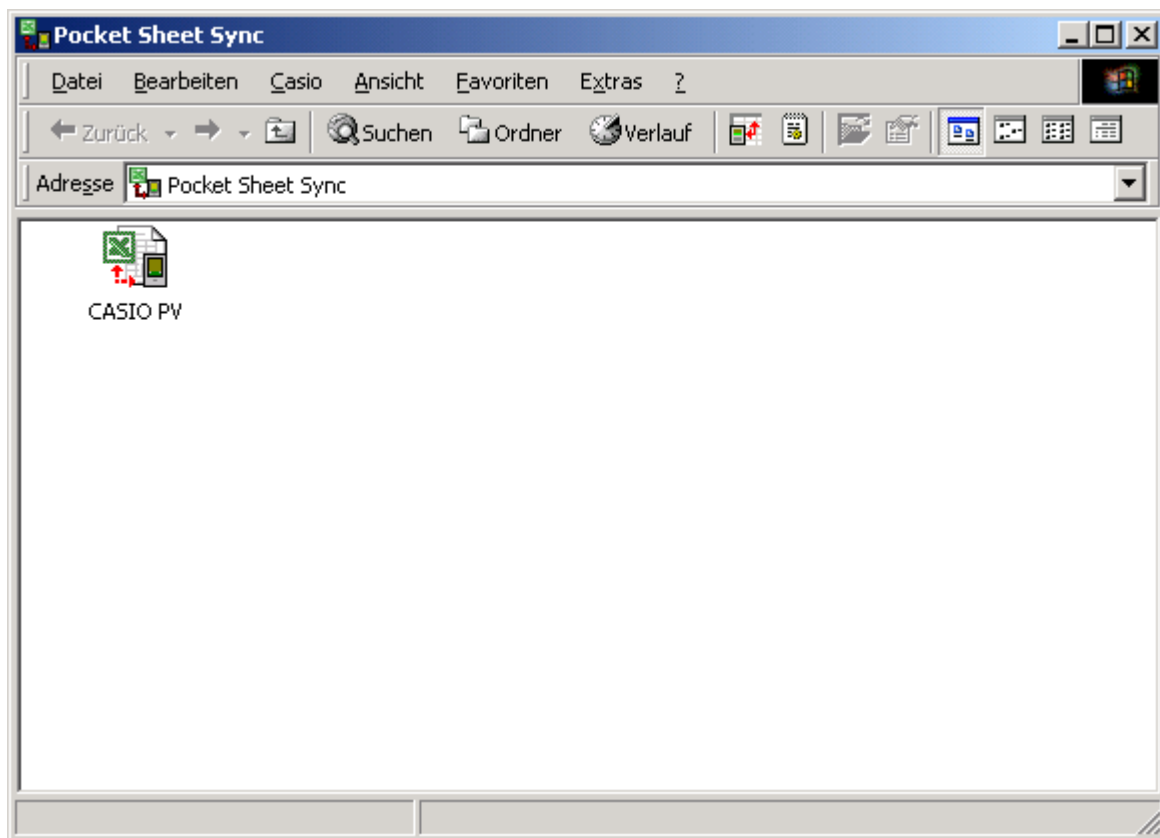 Pocket Sheet Sync
Datei Bearbeiten Casio Ansicht Favoriten Extras ?
Zurück Suchen Ordner Verlauf
Adresse Pocket Sheet Sync
CASIO PV